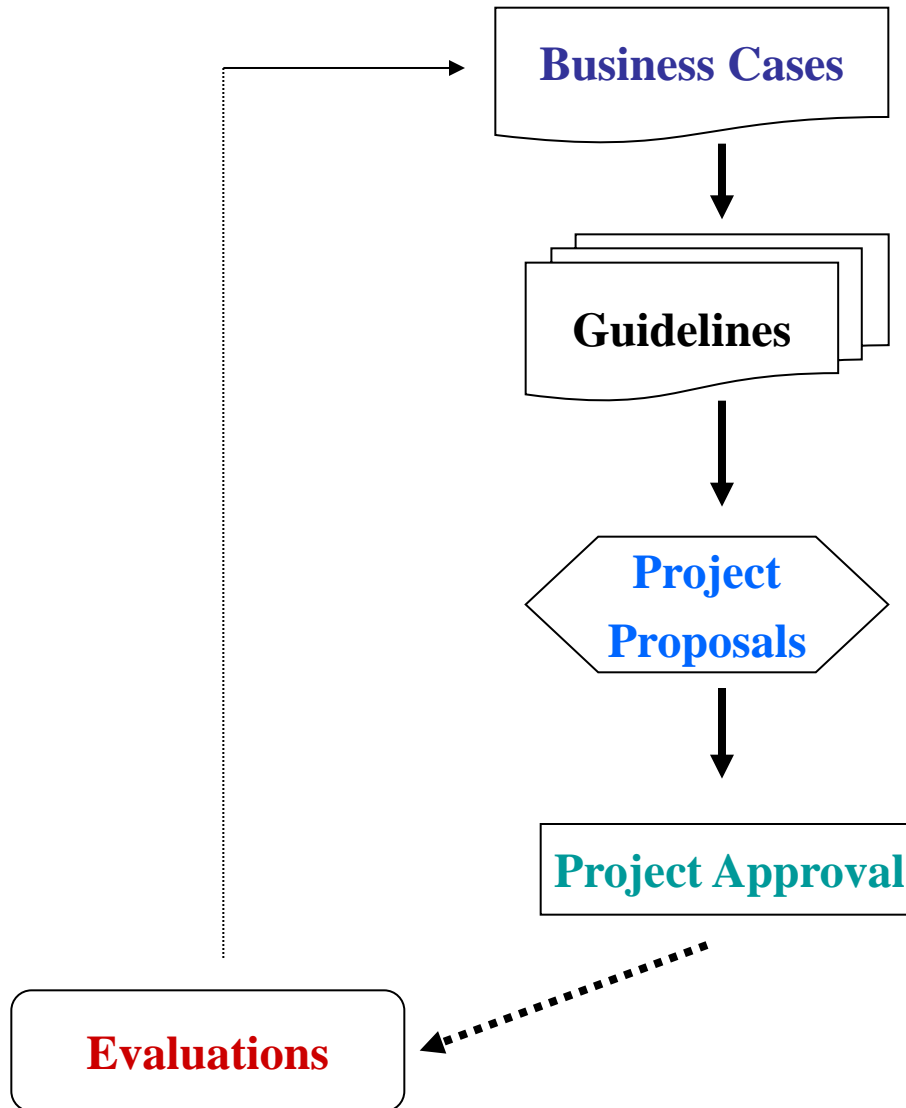 Business Cases
Guidelines
Project
Proposals
Project Approval
Evaluations